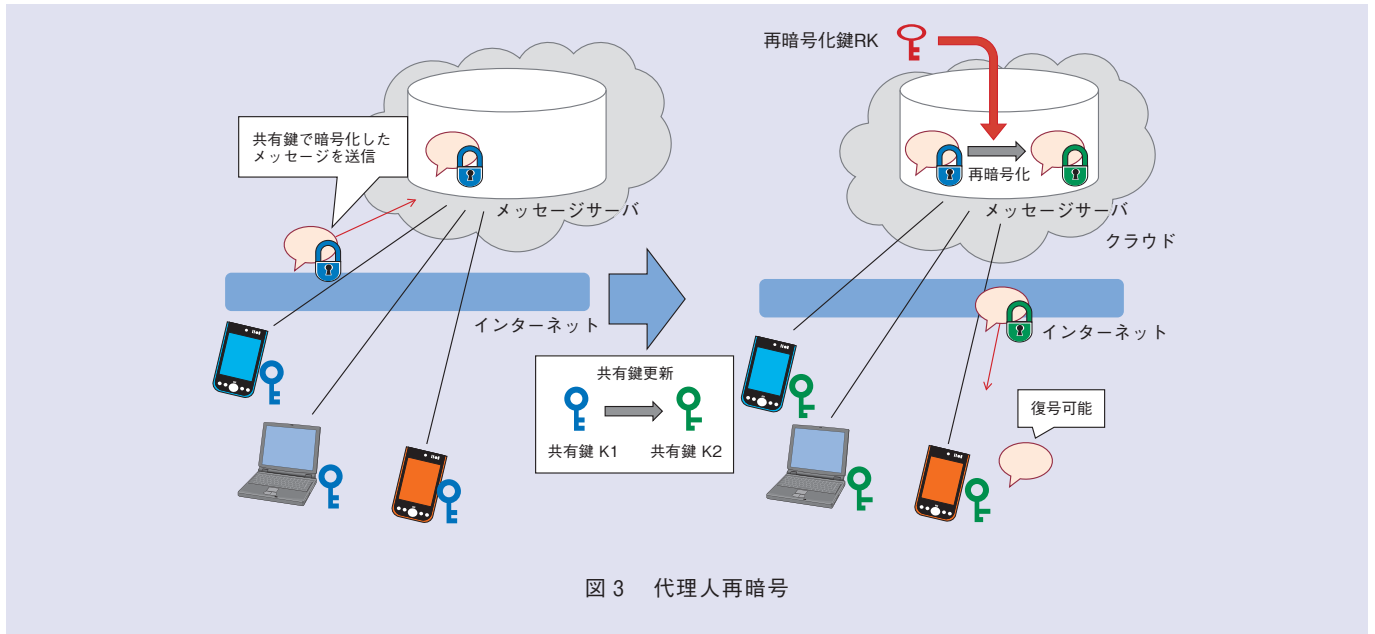 再暗号化鍵RK
共有鍵で暗号化した
メッセージを送信
メッセージサーバ
インターネット
共有鍵更新
共有鍵 K1
共有鍵 K2
再暗号化
メッセージサーバ
クラウド
インターネット
復号可能
図 3 代理人再暗号